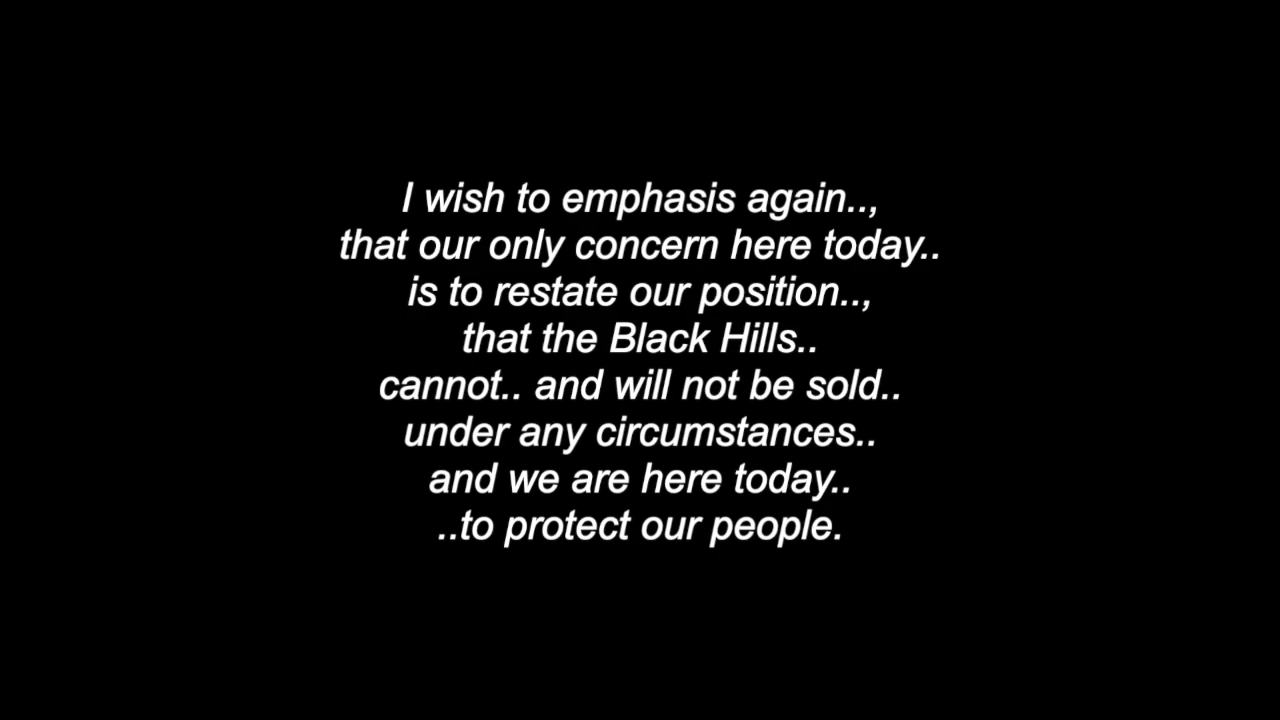 I wish to emphasis again..,
that our only concern here today..
is to restate our position..,
that the Black Hills..
cannot.. and will not be sold..
under any circumstances..
and we are here today..
..to protect our people.